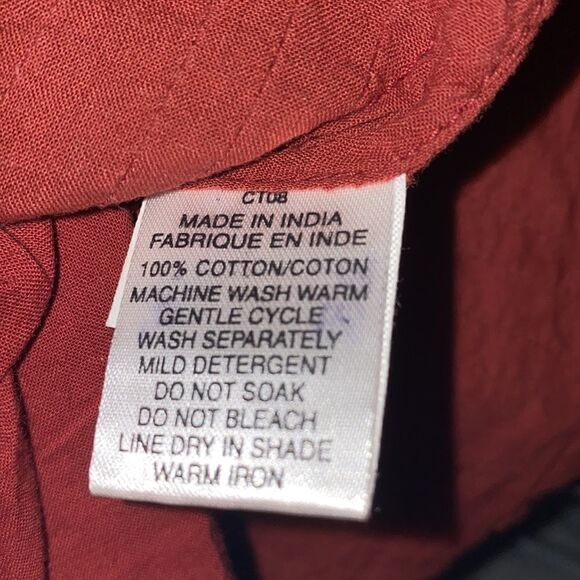 CT08
MADE IN INDIA
FABRIQUE EN INDE
100% COTTON/COTON
MACHINE WASH WARM
GENTLE CYCLE
WASH SEPARATELY
MILD DETERGENT
DO NOT SOAK
DO NOT BLEACH
LINE DRY IN SHADE
WARM IRON